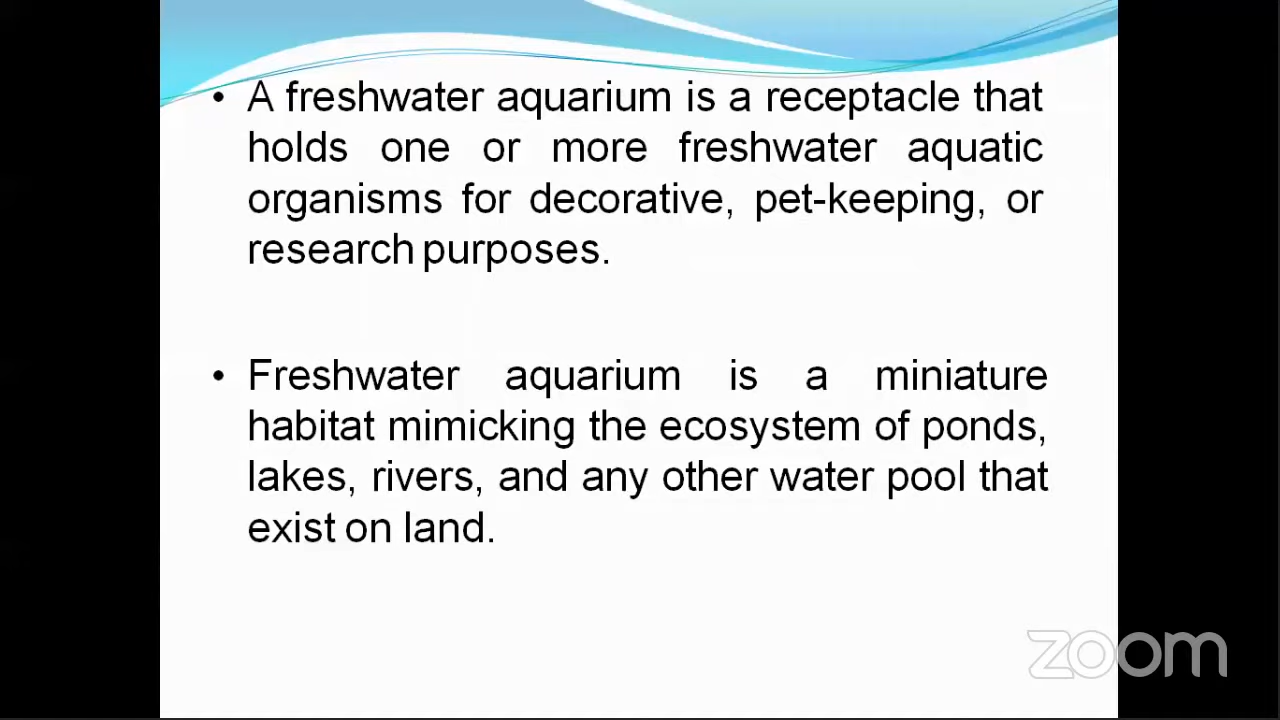 • A freshwater aquarium is a receptacle that
holds one or more freshwater aquatic
organisms for decorative, pet-keeping, or
research purposes.
• Freshwater aquarium is a miniature
habitat mimicking the ecosystem of ponds,
lakes, rivers, and any other water pool that
exist on land.
zoom